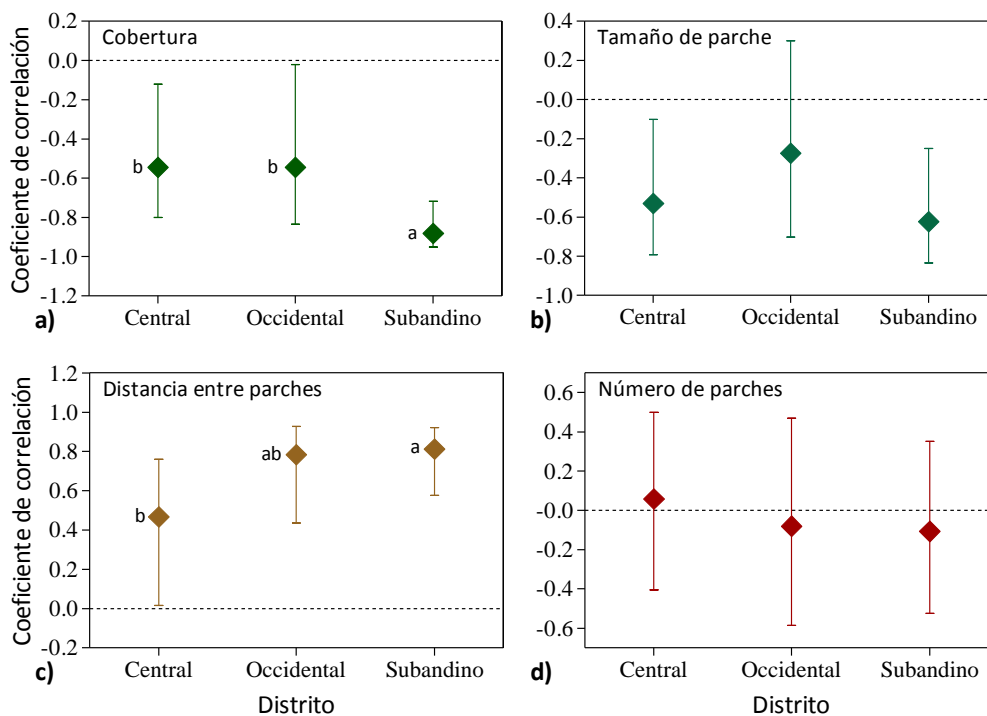 Coeficiente de correlación
0.2
0.0
-0.2
-0.4
-0.6
-0.8
-1.0
-1.2
Cobertura
b
b
a
a)
Central Occidental Subandino
0.4
0.2
-0.0
-0.2
-0.4
-0.6
-0.8
-1.0
Tamaño de parche
b)
Central Occidental Subandino
Coeficiente de correlación
1.2
1.0
0.8
0.6
0.4
0.2
0.0
-0.2
Distancia entre parches
b
ab
a
c)
Central Occidental Subandino
Distrito
0.6
0.4
0.2
-0.0
-0.2
-0.4
-0.6
Número de parches
d)
Central Occidental Subandino
Distrito